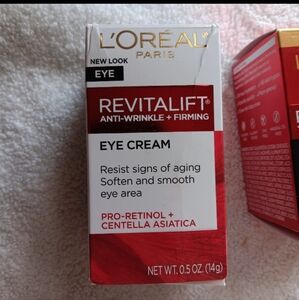 L'ORÉAL
PARIS
NEW LOOK
EYE
REVITALIFT®
ANTI-WRINKLE + FIRMING
EYE CREAM
Resist signs of aging
Soften and smooth
eye area
PRO-RETINOL +
CENTELLA ASIATICA
NET WT. 0.5 OZ. (14g)